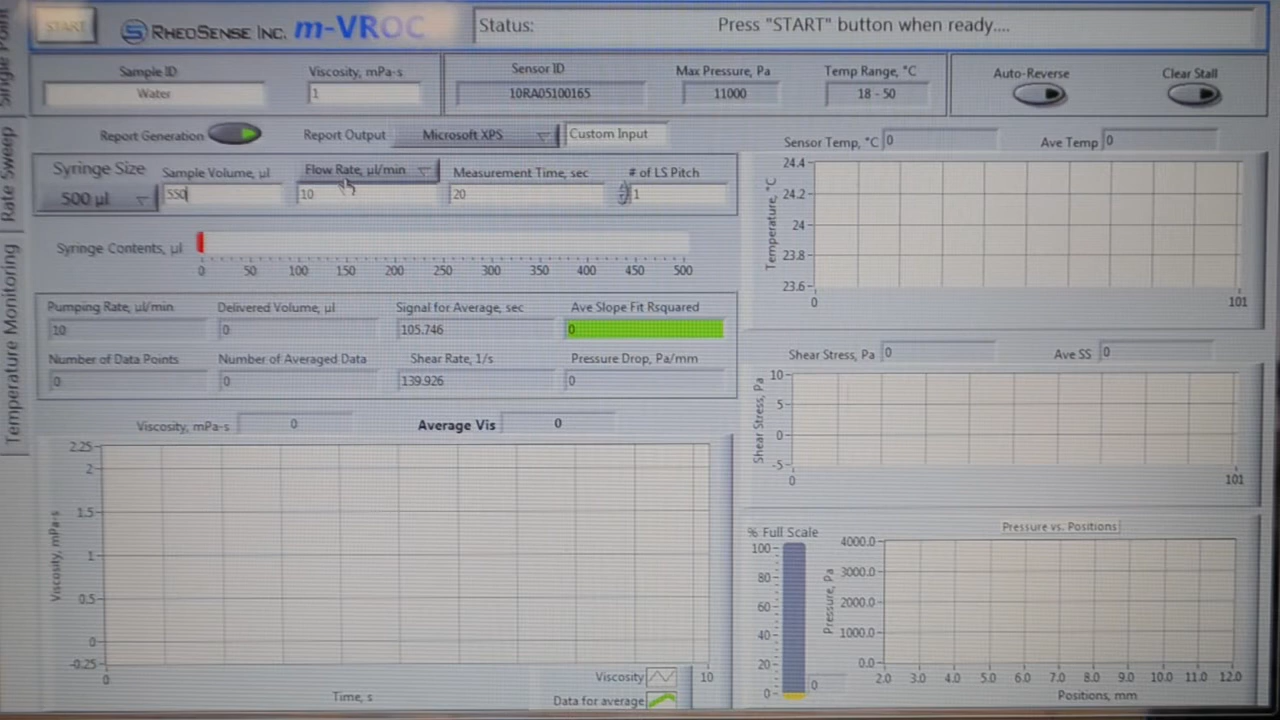 START
RHEOSENSE INC. m-VROC
Status:
Press "START" button when ready....
Single Point
Rate Sweep
Temperature Monitoring
Sample ID
Water
Viscosity, mPa-s
1
Sensor ID
10RA05100165
Max Pressure, Pa
11000
Temp Range, °C
18 - 50
Auto-Reverse
Clear Stall
Report Generation
Report Output
Microsoft XPS
Custom Input
Syringe Size
500 µl
Sample Volume, µl
550
Flow Rate, µl/min
10
Measurement Time, sec
20
# of LS Pitch
1
Syringe Contents, µl
0 50 100 150 200 250 300 350 400 450 500
Pumping Rate, µl/min
10
Delivered Volume, µl
0
Signal for Average, sec
105.746
Ave Slope Fit Rsquared
0
Number of Data Points
0
Number of Averaged Data
0
Shear Rate, 1/s
139.926
Pressure Drop, Pa/mm
0
Viscosity, mPa-s
0
Average Vis
0
Viscosity, mPa-s
2.25
2
1.5
1
0.5
0
-0.25
0 10
Time, s
Viscosity
Data for average
Sensor Temp, °C 0
Ave Temp 0
Temperature, °C
24.4
24.2
24
23.8
23.6
0 101
Shear Stress, Pa 0
Ave SS 0
Shear Stress, Pa
10
5
0
-5
0 101
% Full Scale
100
80
60
40
20
0
0
Pressure vs. Positions
Pressure, Pa
4000.0
3000.0
2000.0
1000.0
0.0
2.0 3.0 4.0 5.0 6.0 7.0 8.0 9.0 10.0 11.0 12.0
Positions, mm